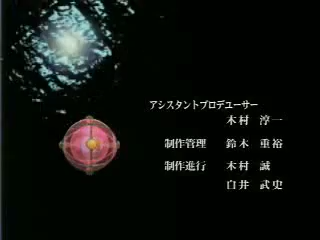 アシスタントプロデューサー
木村 淳一
制作管理 鈴木 重裕
制作進行 木村 誠
白井 武史